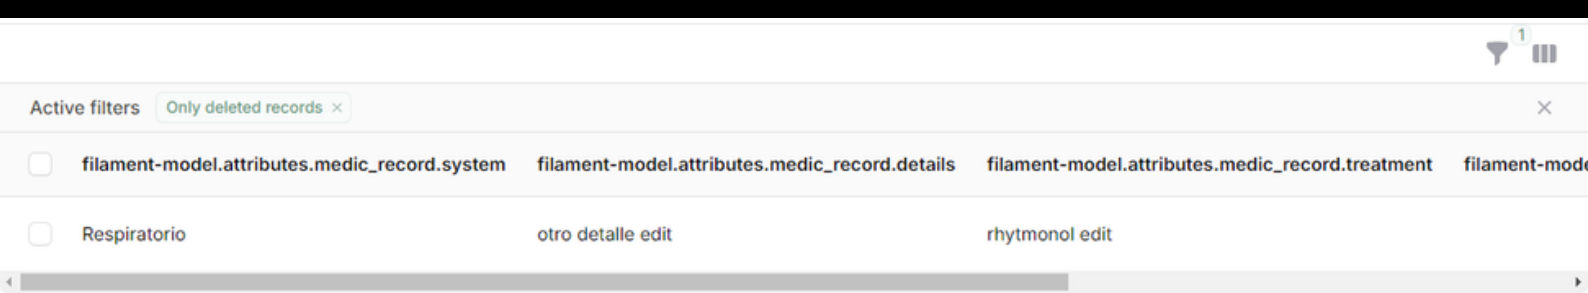 1
Active filters Only deleted records ×
filament-model.attributes.medic_record.system filament-model.attributes.medic_record.details filament-model.attributes.medic_record.treatment filament-mode
Respiratorio otro detalle edit rhytmonol edit